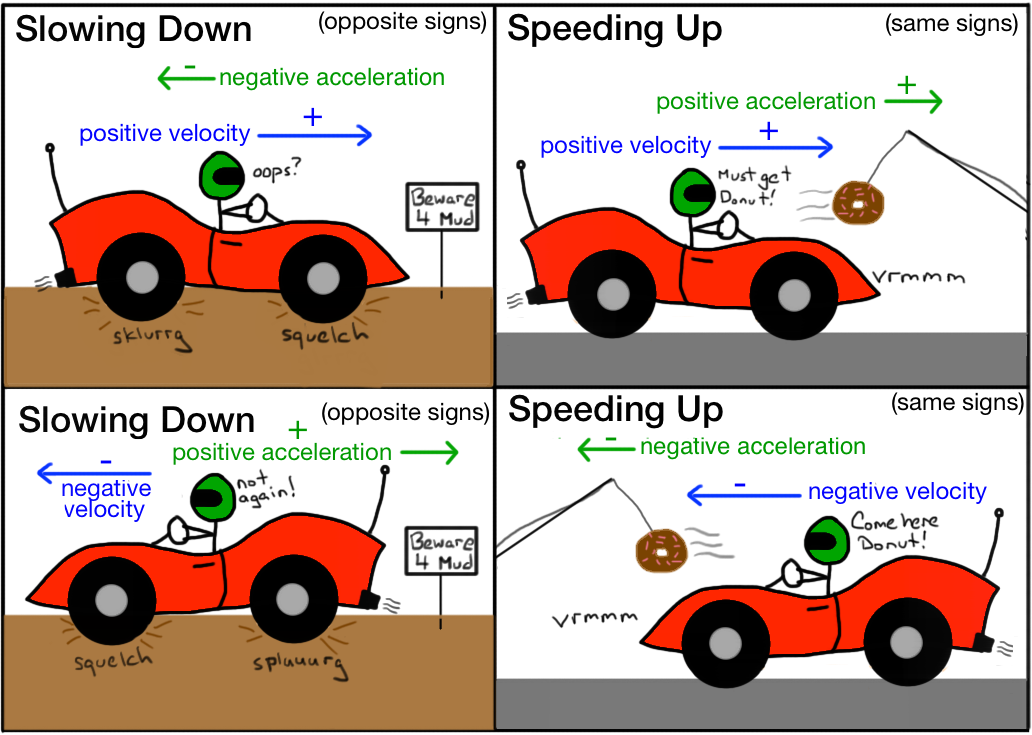 Slowing Down
(opposite signs)
-
negative acceleration
+
positive velocity
oops?
Beware
4 Mud
sklurrg
squelch
Speeding Up
(same signs)
+
positive acceleration
+
positive velocity
Must get
Donut!
vrmmm
Slowing Down
(opposite signs)
+
positive acceleration
-
negative
velocity
not
again!
Beware
4 Mud
squelch
spluuurg
Speeding Up
(same signs)
-
negative acceleration
-
negative velocity
Come here
Donut!
vrmmm